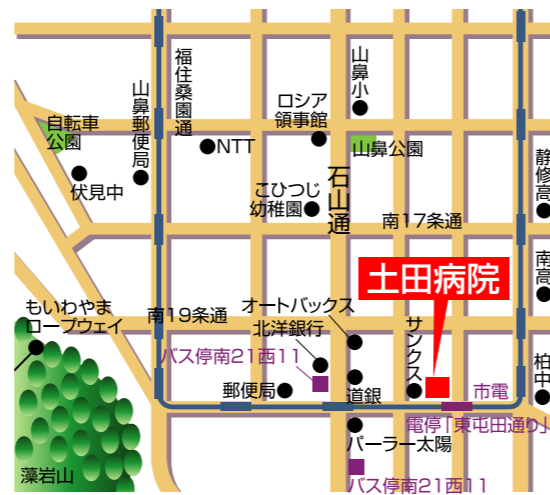 福住桑園通
山鼻小
ロシア
領事館
山鼻郵便局
自転車
公園
NTT
山鼻公園
静修高
伏見中
こひつじ
幼稚園
石山通
南17条通
土田病院
南高
もいわやま
ロープウェイ
南19条通
オートバックス
北洋銀行
サンクス
バス停南21西11
柏中
郵便局
道銀
市電
電停「東屯田通り」
パーラー太陽
藻岩山
バス停南21西11